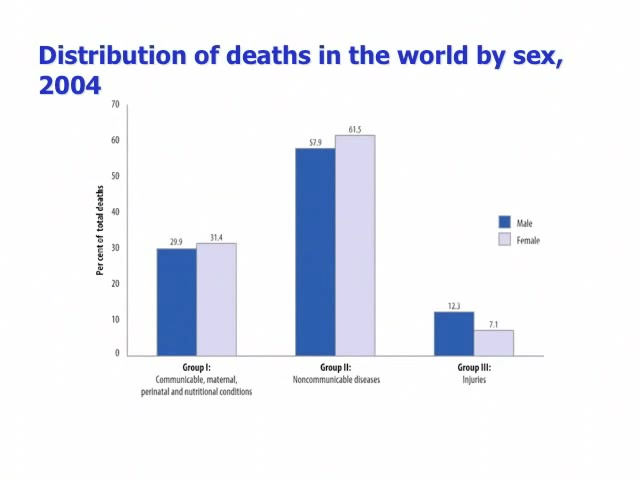 Distribution of deaths in the world by sex,
2004
70
60
50
40
30
20
10
0
Per cent of total deaths
29.9
31.4
57.9
61.5
12.3
7.1
Male
Female
Group I:
Communicable, maternal,
perinatal and nutritional conditions
Group II:
Noncommunicable diseases
Group III:
Injuries